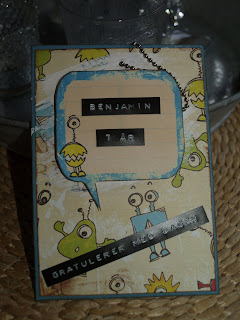 BENJAMIN
7 ÅR
GRATULERER MED DAGEN